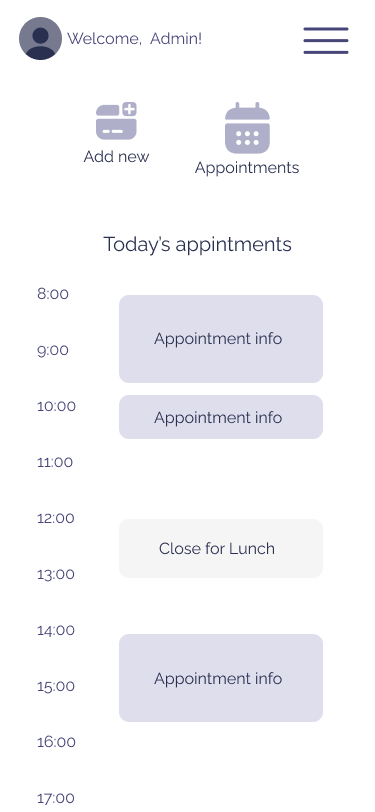 Welcome, Admin!
Add new
Appointments
Today's appintments
8:00
Appointment info
9:00
10:00
Appointment info
11:00
12:00
Close for Lunch
13:00
14:00
Appointment info
15:00
16:00
17:00